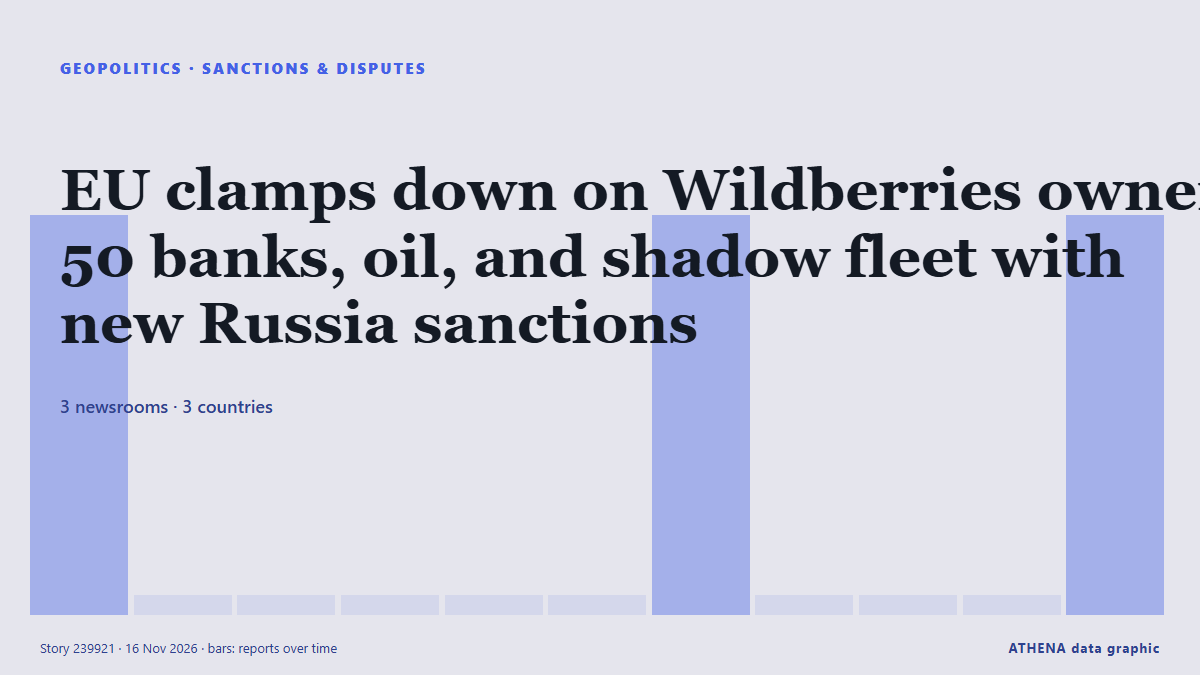 GEOPOLITICS · SANCTIONS & DISPUTES
EU clamps down on Wildberries
50 banks, oil, and shadow fleet with
new Russia sanctions
3 newsrooms · 3 countries
Story 239921 · 16 Nov 2026 · bars: reports over time
ATHENA data graphic